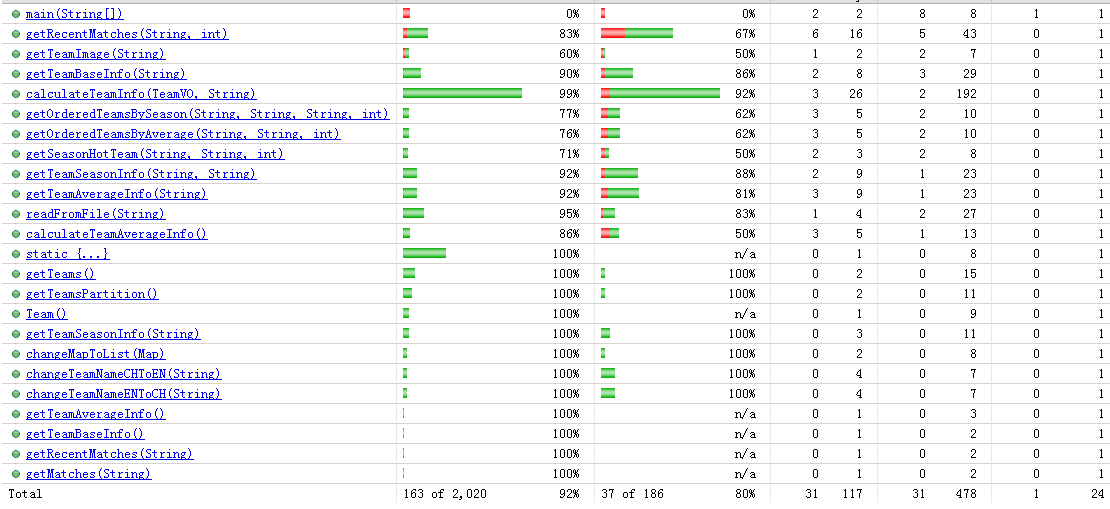 main(String[]) 0% 0% 2 2 8 8 1 1
getRecentMatches(String, int) 83% 67% 6 16 5 43 0 1
getTeamImage(String) 60% 50% 1 2 2 7 0 1
getTeamBaseInfo(String) 90% 86% 2 8 3 29 0 1
calculateTeamInfo(TeamVO, String) 99% 92% 3 26 2 192 0 1
getOrderedTeamsBySeason(String, String, String, int) 77% 62% 3 5 2 10 0 1
getOrderedTeamsByAverage(String, String, int) 76% 62% 3 5 2 10 0 1
getSeasonHotTeam(String, String, int) 71% 50% 2 3 2 8 0 1
getTeamSeasonInfo(String, String) 92% 88% 2 9 1 23 0 1
getTeamAverageInfo(String) 92% 81% 3 9 1 23 0 1
readFromFile(String) 95% 83% 1 4 2 27 0 1
calculateTeamAverageInfo() 86% 50% 3 5 1 13 0 1
static {...} 100% n/a 0 1 0 8 0 1
getTeams() 100% 100% 0 2 0 15 0 1
getTeamsPartition() 100% 100% 0 2 0 11 0 1
Team() 100% n/a 0 1 0 9 0 1
getTeamSeasonInfo(String) 100% 100% 0 3 0 11 0 1
changeMapToList(Map) 100% 100% 0 2 0 8 0 1
changeTeamNameCHToEN(String) 100% 100% 0 4 0 7 0 1
changeTeamNameENToCH(String) 100% 100% 0 4 0 7 0 1
getTeamAverageInfo() 100% n/a 0 1 0 3 0 1
getTeamBaseInfo() 100% n/a 0 1 0 2 0 1
getRecentMatches(String) 100% n/a 0 1 0 2 0 1
getMatches(String) 100% n/a 0 1 0 2 0 1
Total 163 of 2,020 92% 37 of 186 80% 31 117 31 478 1 24